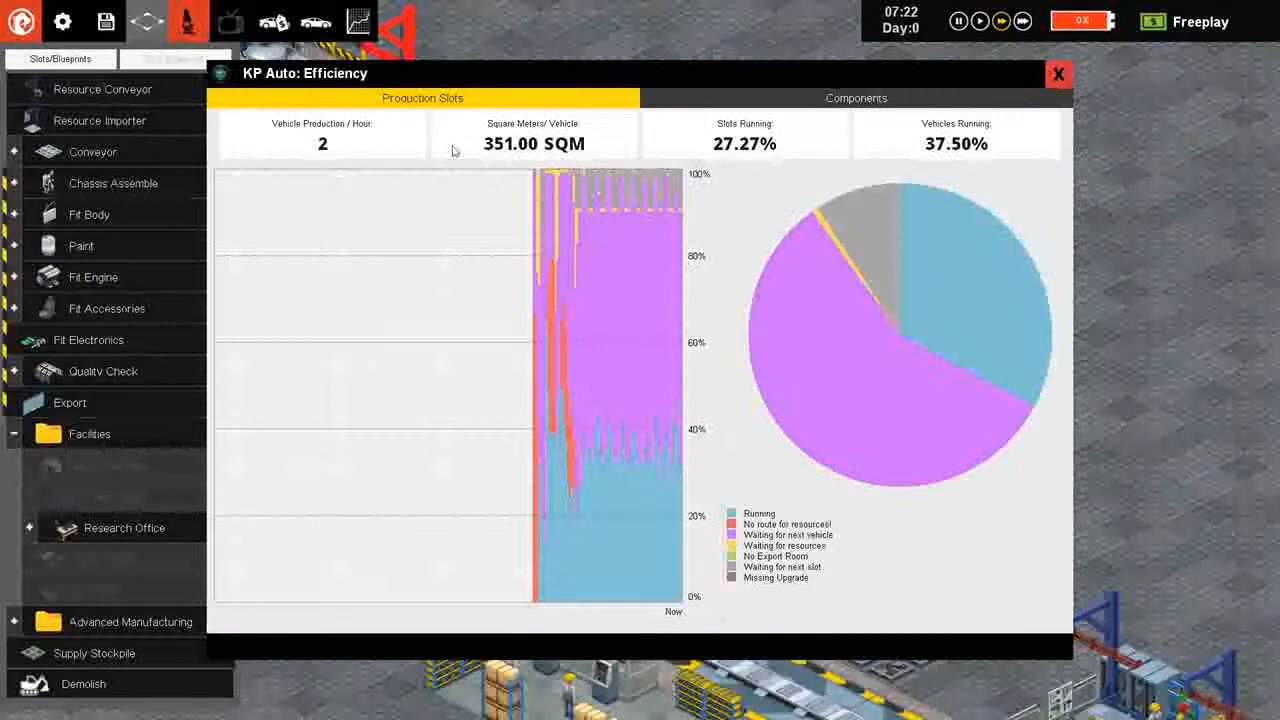 07:22
Day:0
0X
Freeplay
Slots/Blueprints
KP Auto: Efficiency
X
Production Slots
Components
Vehicle Production / Hour:
2
Square Meters/ Vehicle:
351.00 SQM
Slots Running:
27.27%
Vehicles Running:
37.50%
Resource Conveyor
Resource Importer
Conveyor
Chassis Assemble
Fit Body
Paint
Fit Engine
Fit Accessories
Fit Electronics
Quality Check
Export
Facilities
Research Office
Advanced Manufacturing
Supply Stockpile
Demolish
100%
80%
60%
40%
20%
0%
Now
Running
No route for resources!
Waiting for next vehicle
Waiting for resources
No Export Room
Waiting for next slot
Missing Upgrade